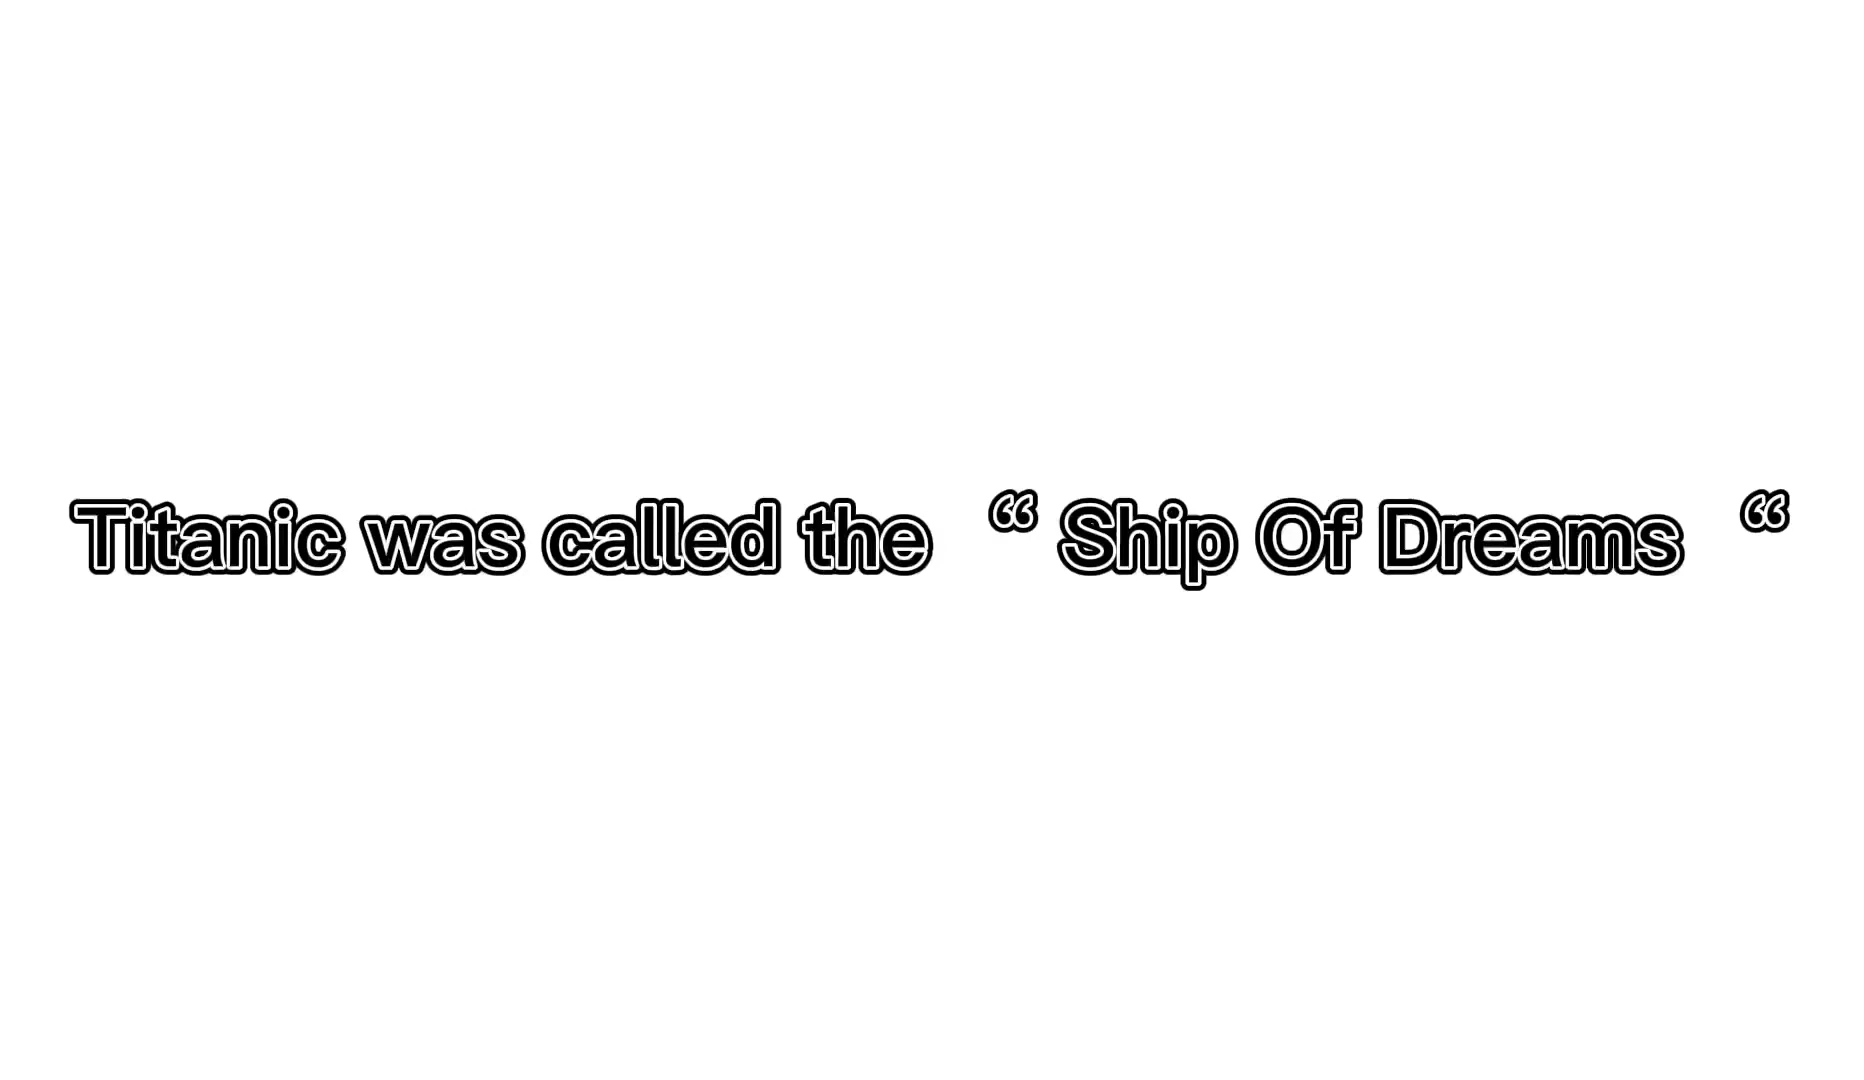 Titanic was called the “ Ship Of Dreams “